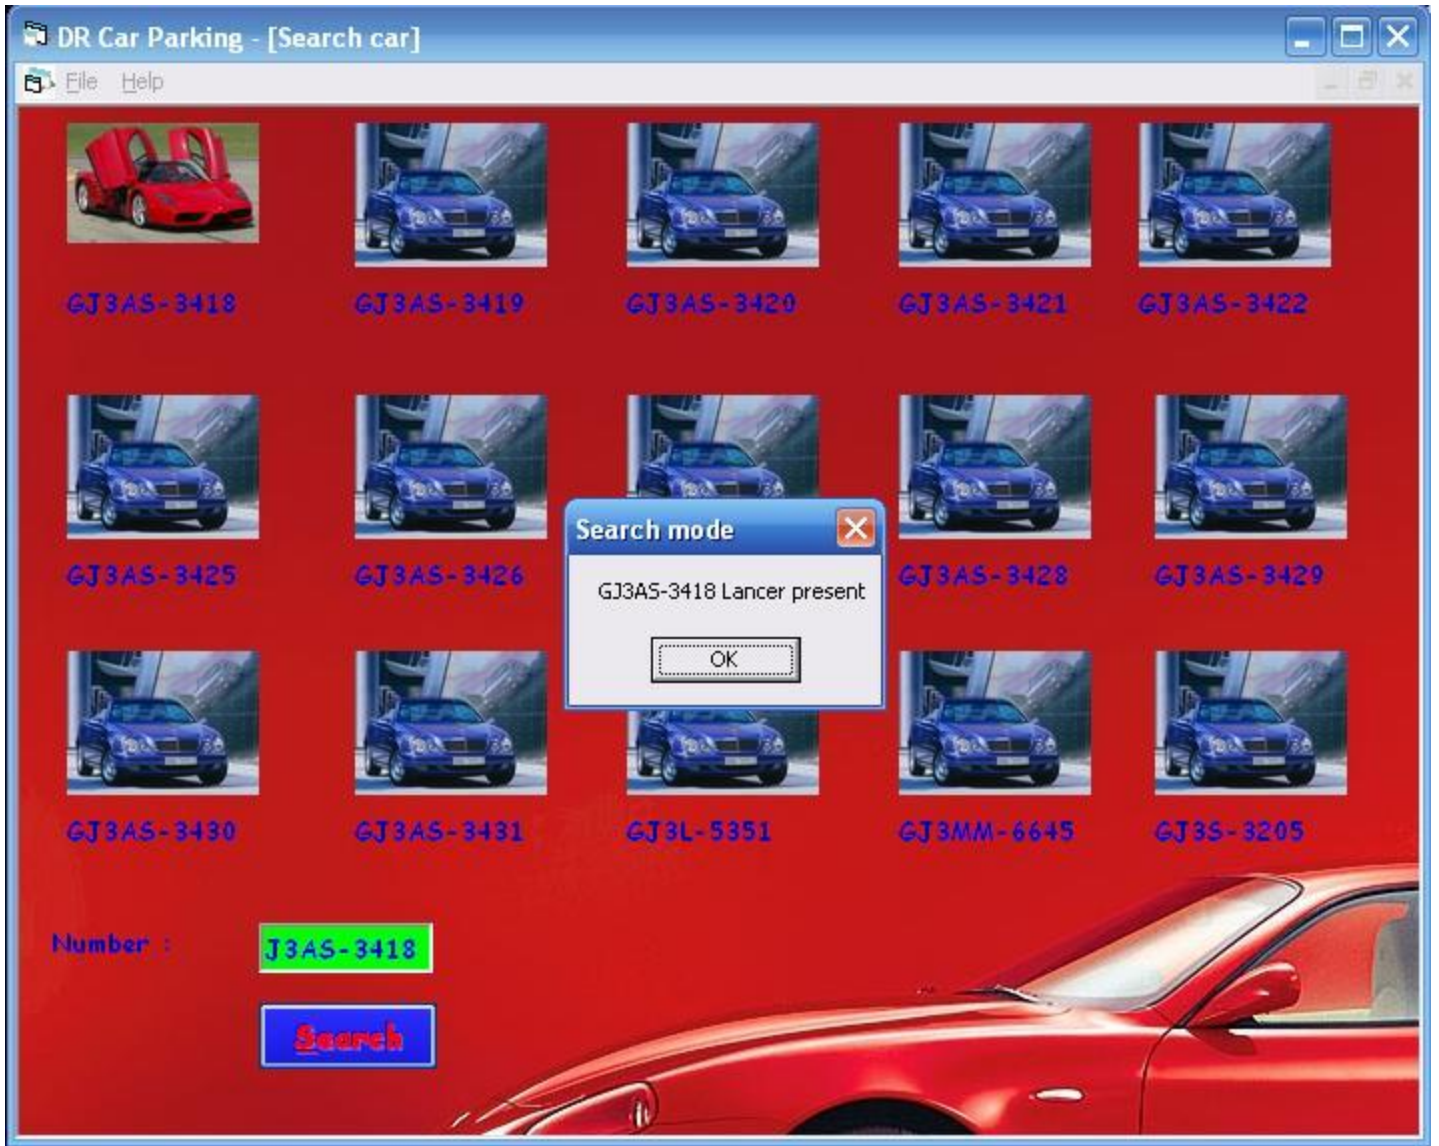 DR Car Parking - [Search car]
File Help
GJ3AS-3418 GJ3AS-3419 GJ3AS-3420 GJ3AS-3421 GJ3AS-3422
Search mode
GJ3AS-3418 Lancer present
OK
GJ3AS-3425 GJ3AS-3426 GJ3AS-3428 GJ3AS-3429
GJ3AS-3430 GJ3AS-3431 GJ3L-5351 GJ3MM-6645 GJ3S-3205
Number : J3AS-3418
Search